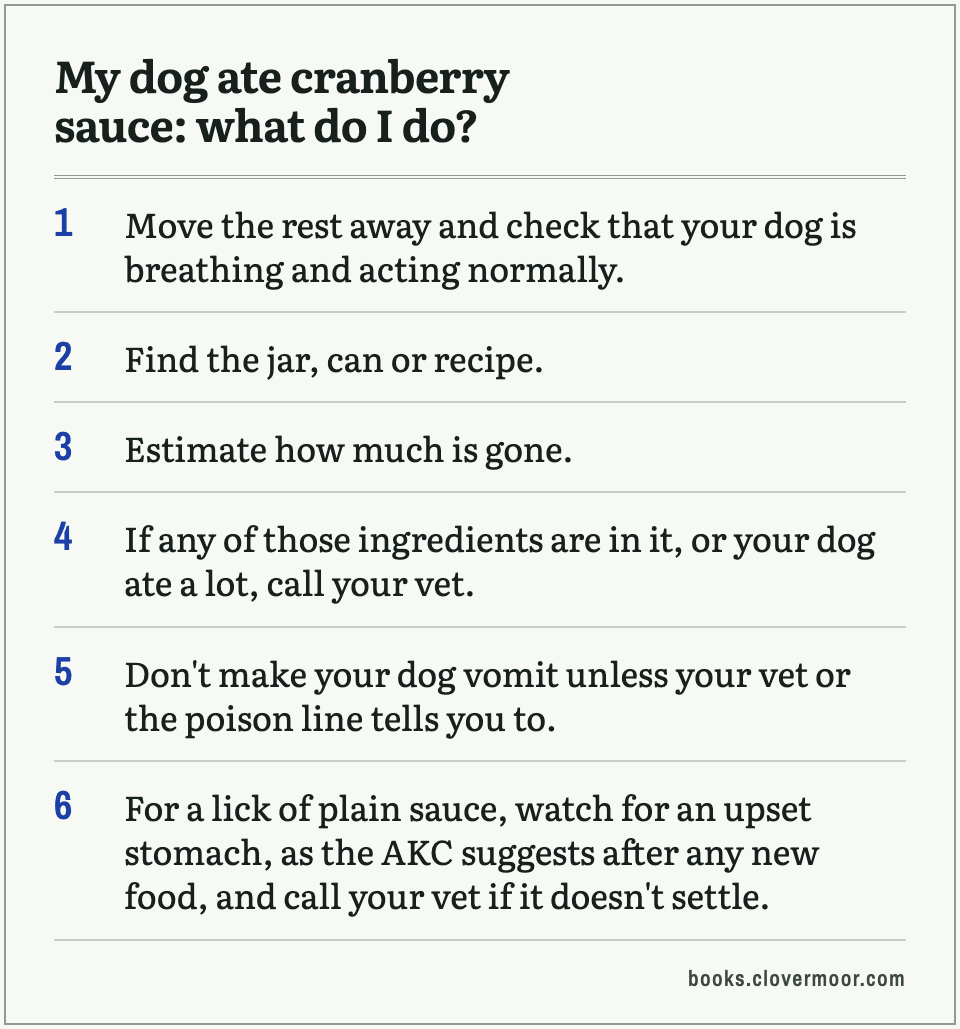 My dog ate cranberry
sauce: what do I do?
1 Move the rest away and check that your dog is
breathing and acting normally.
2 Find the jar, can or recipe.
3 Estimate how much is gone.
4 If any of those ingredients are in it, or your dog
ate a lot, call your vet.
5 Don't make your dog vomit unless your vet or
the poison line tells you to.
6 For a lick of plain sauce, watch for an upset
stomach, as the AKC suggests after any new
food, and call your vet if it doesn't settle.
books.clovermoor.com